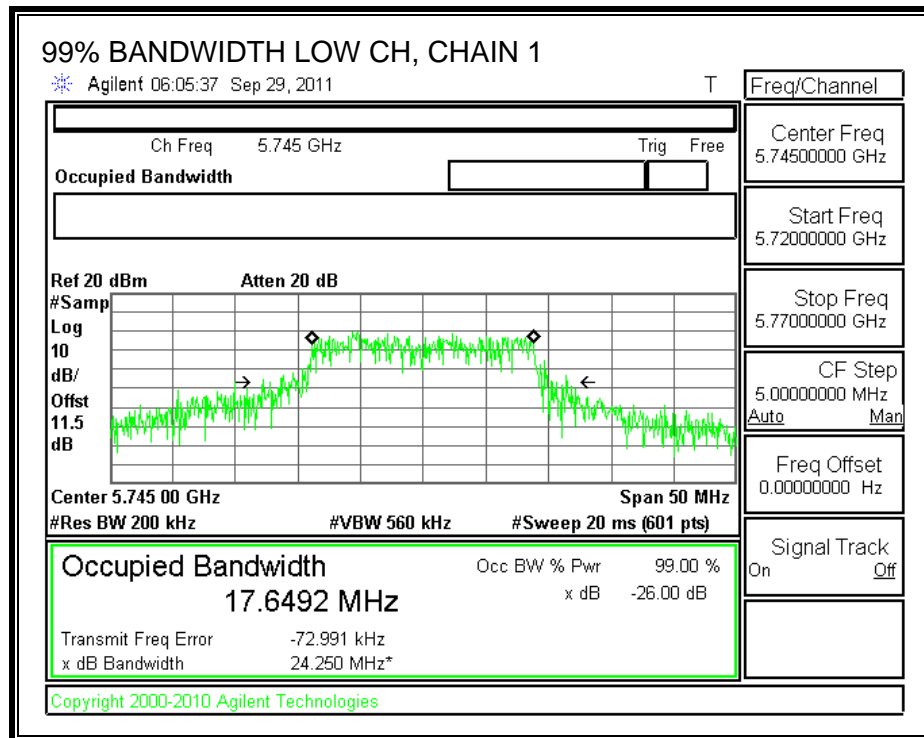 99% BANDWIDTH LOW CH, CHAIN 1
Agilent 06:05:37 Sep 29, 2011 T
Ch Freq 5.745 GHz Trig Free
Occupied Bandwidth
Ref 20 dBm Atten 20 dB
#Samp
Log
10
dB/
Offst
11.5
dB
Center 5.745 00 GHz Span 50 MHz
#Res BW 200 kHz #VBW 560 kHz #Sweep 20 ms (601 pts)
Occupied Bandwidth Occ BW % Pwr 99.00 %
17.6492 MHz x dB -26.00 dB
Transmit Freq Error -72.991 kHz
x dB Bandwidth 24.250 MHz*
Copyright 2000-2010 Agilent Technologies
Freq/Channel
Center Freq
5.74500000 GHz
Start Freq
5.72000000 GHz
Stop Freq
5.77000000 GHz
CF Step
5.00000000 MHz
Auto Man
Freq Offset
0.00000000 Hz
Signal Track
On Off